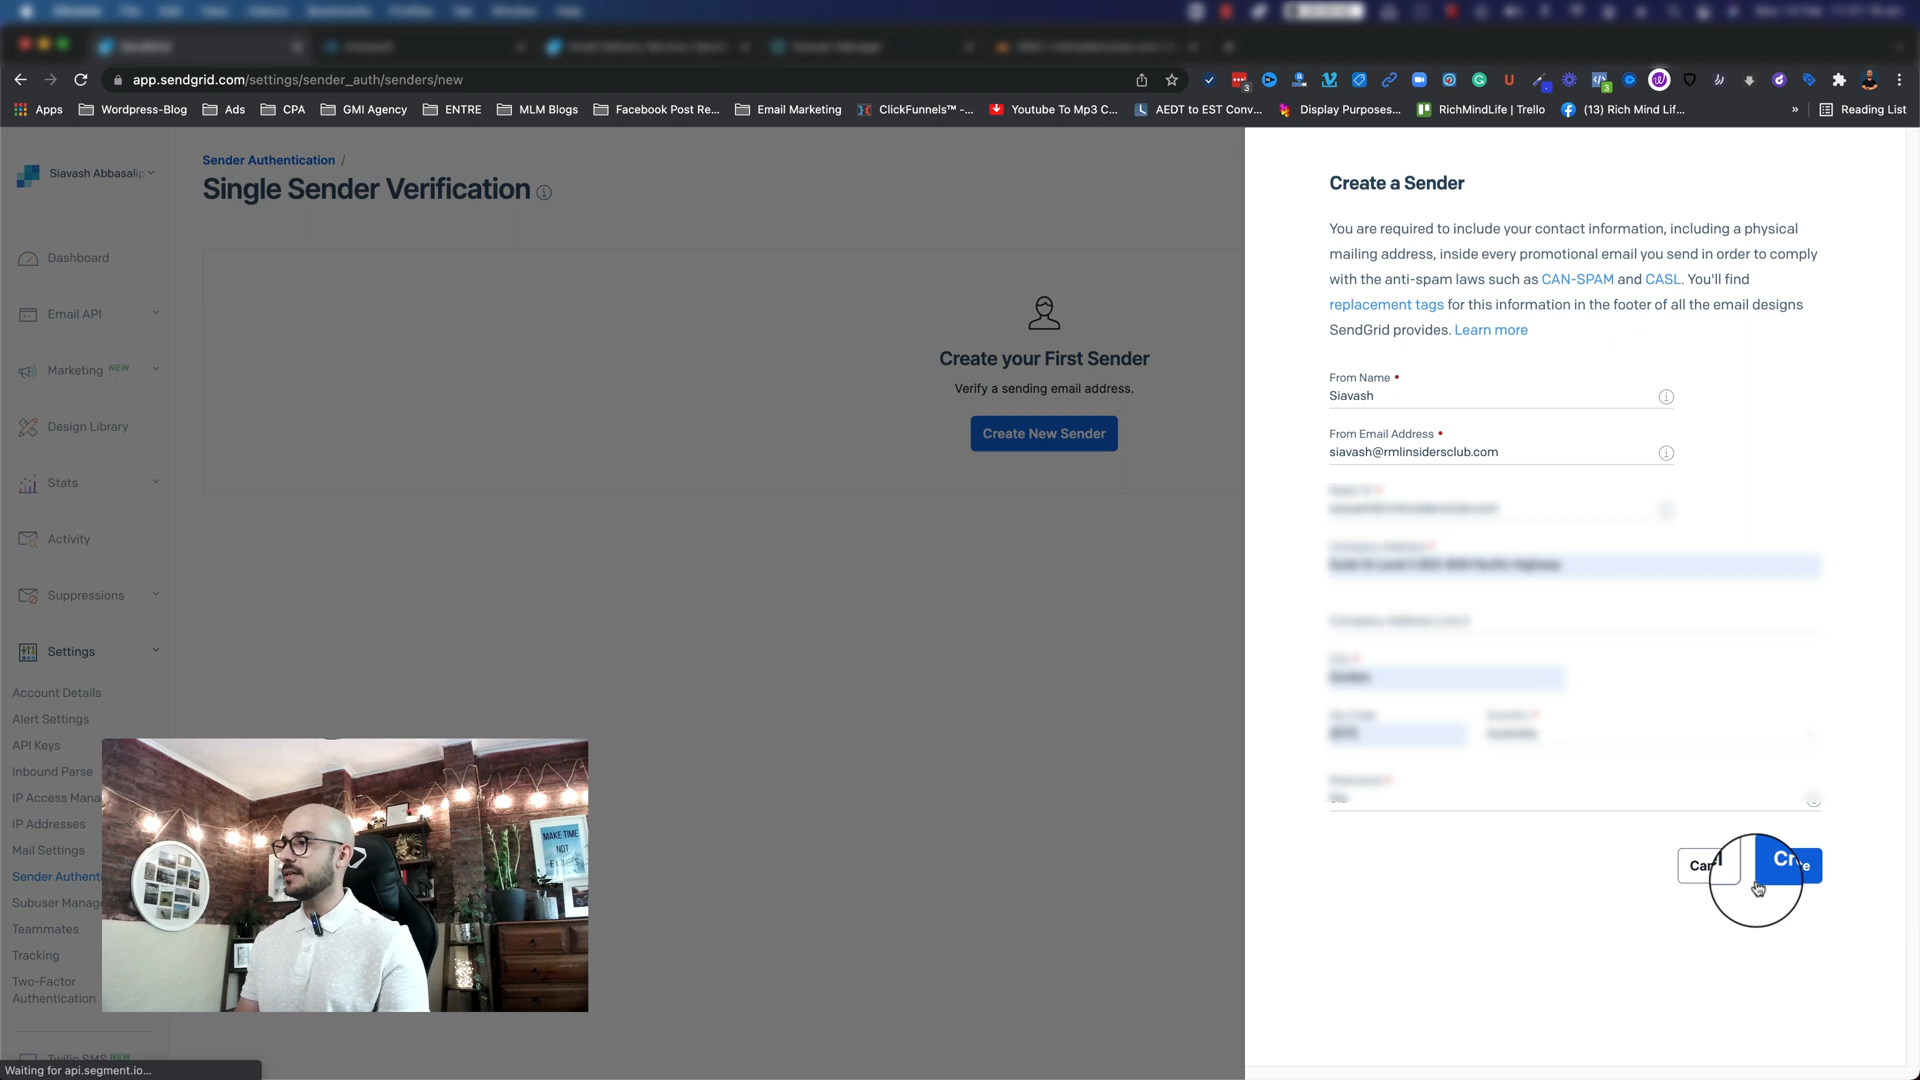 app.sendgrid.com/settings/sender_auth/senders/new
3
3
Apps
Wordpress-Blog
Ads
CPA
GMI Agency
ENTRE
MLM Blogs
Facebook Post Re...
Email Marketing
ClickFunnels™ -...
Youtube To Mp3 C...
AEDT to EST Conv...
Display Purposes...
RichMindLife | Trello
(13) Rich Mind Lif...
»
Reading List
Siavash Abbasalip
Dashboard
Email API
Marketing NEW
Design Library
Stats
Activity
Suppressions
Settings
Account Details
Alert Settings
API Keys
Inbound Parse
IP Access Mana
IP Addresses
Mail Settings
Sender Authent
Subuser Manag
Teammates
Tracking
Two-Factor
Authentication
Twilio SMS NEW
Waiting for api.segment.io...
Sender Authentication /
Single Sender Verification
Create your First Sender
Verify a sending email address.
Create New Sender
MAKE TIME
NOT
Create a Sender
You are required to include your contact information, including a physical
mailing address, inside every promotional email you send in order to comply
with the anti-spam laws such as CAN-SPAM and CASL. You'll find
replacement tags for this information in the footer of all the email designs
SendGrid provides. Learn more
From Name •
Siavash
From Email Address •
siavash@rmlinsidersclub.com